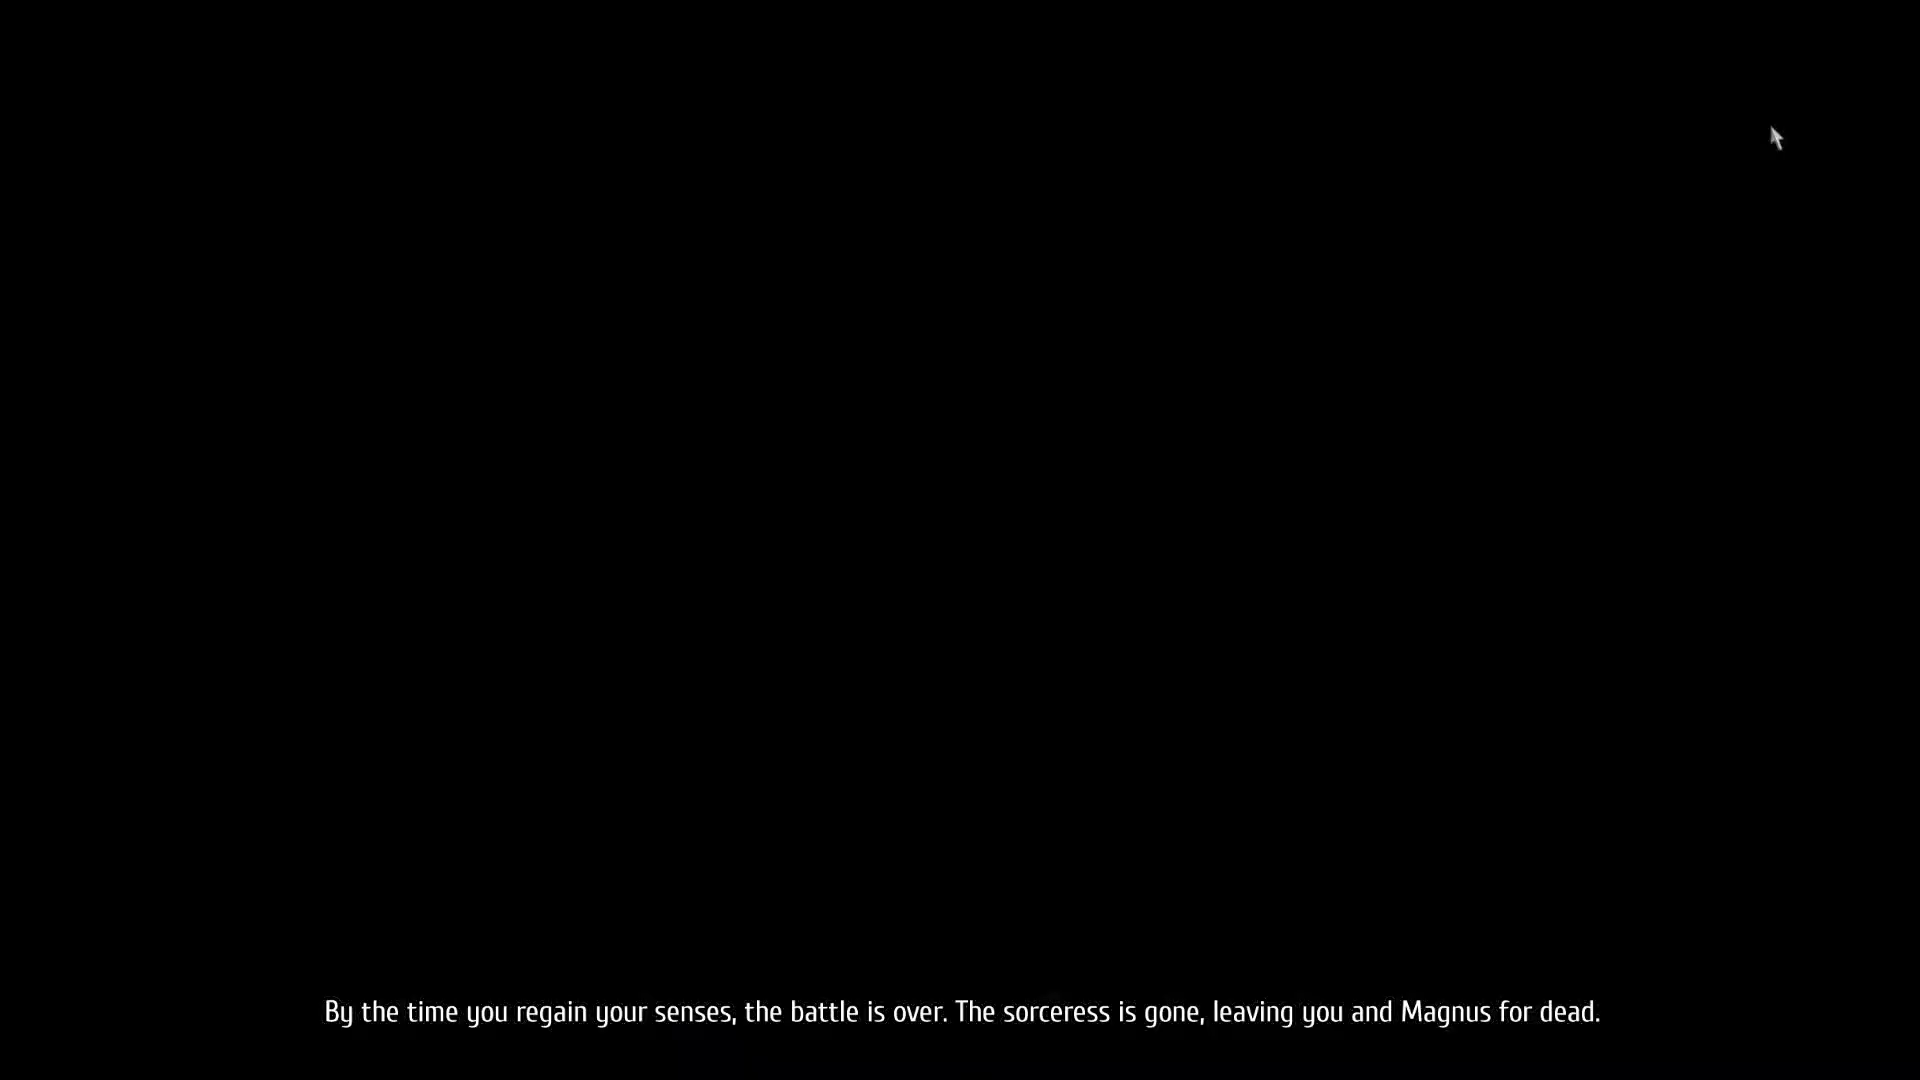 By the time you regain your senses, the battle is over. The sorceress is gone, leaving you and Magnus for dead.